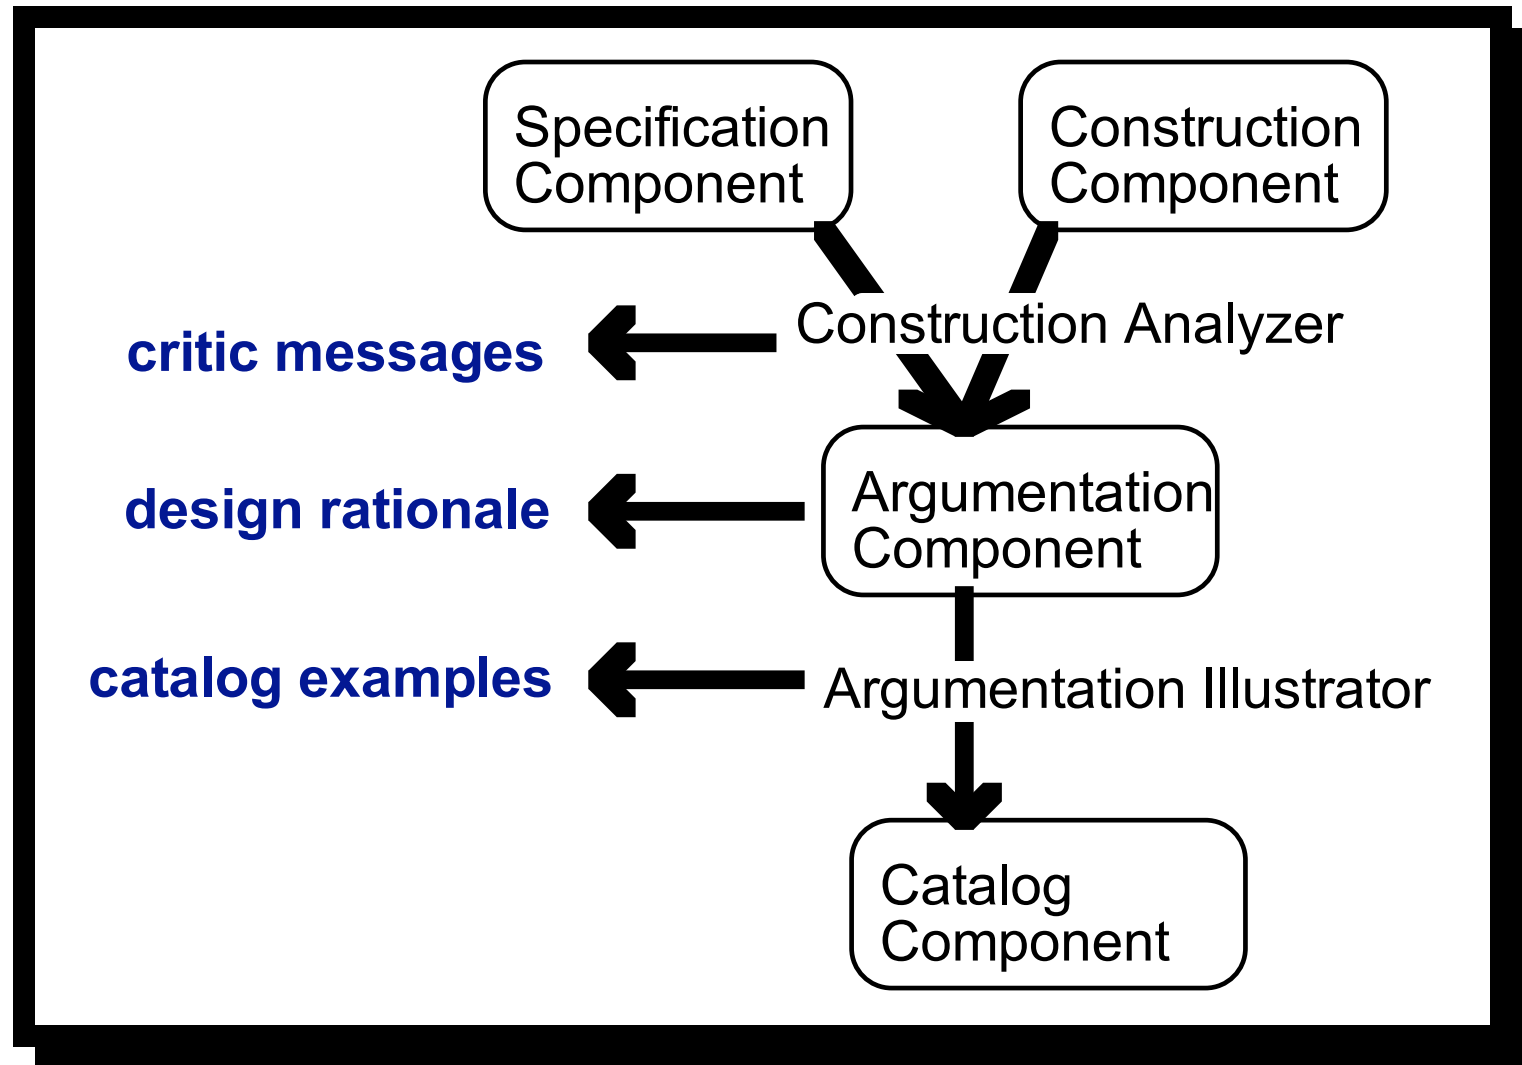 Specification
Component
Construction
Component
Construction Analyzer
critic messages
Argumentation
Component
design rationale
catalog examples
Argumentation Illustrator
Catalog
Component